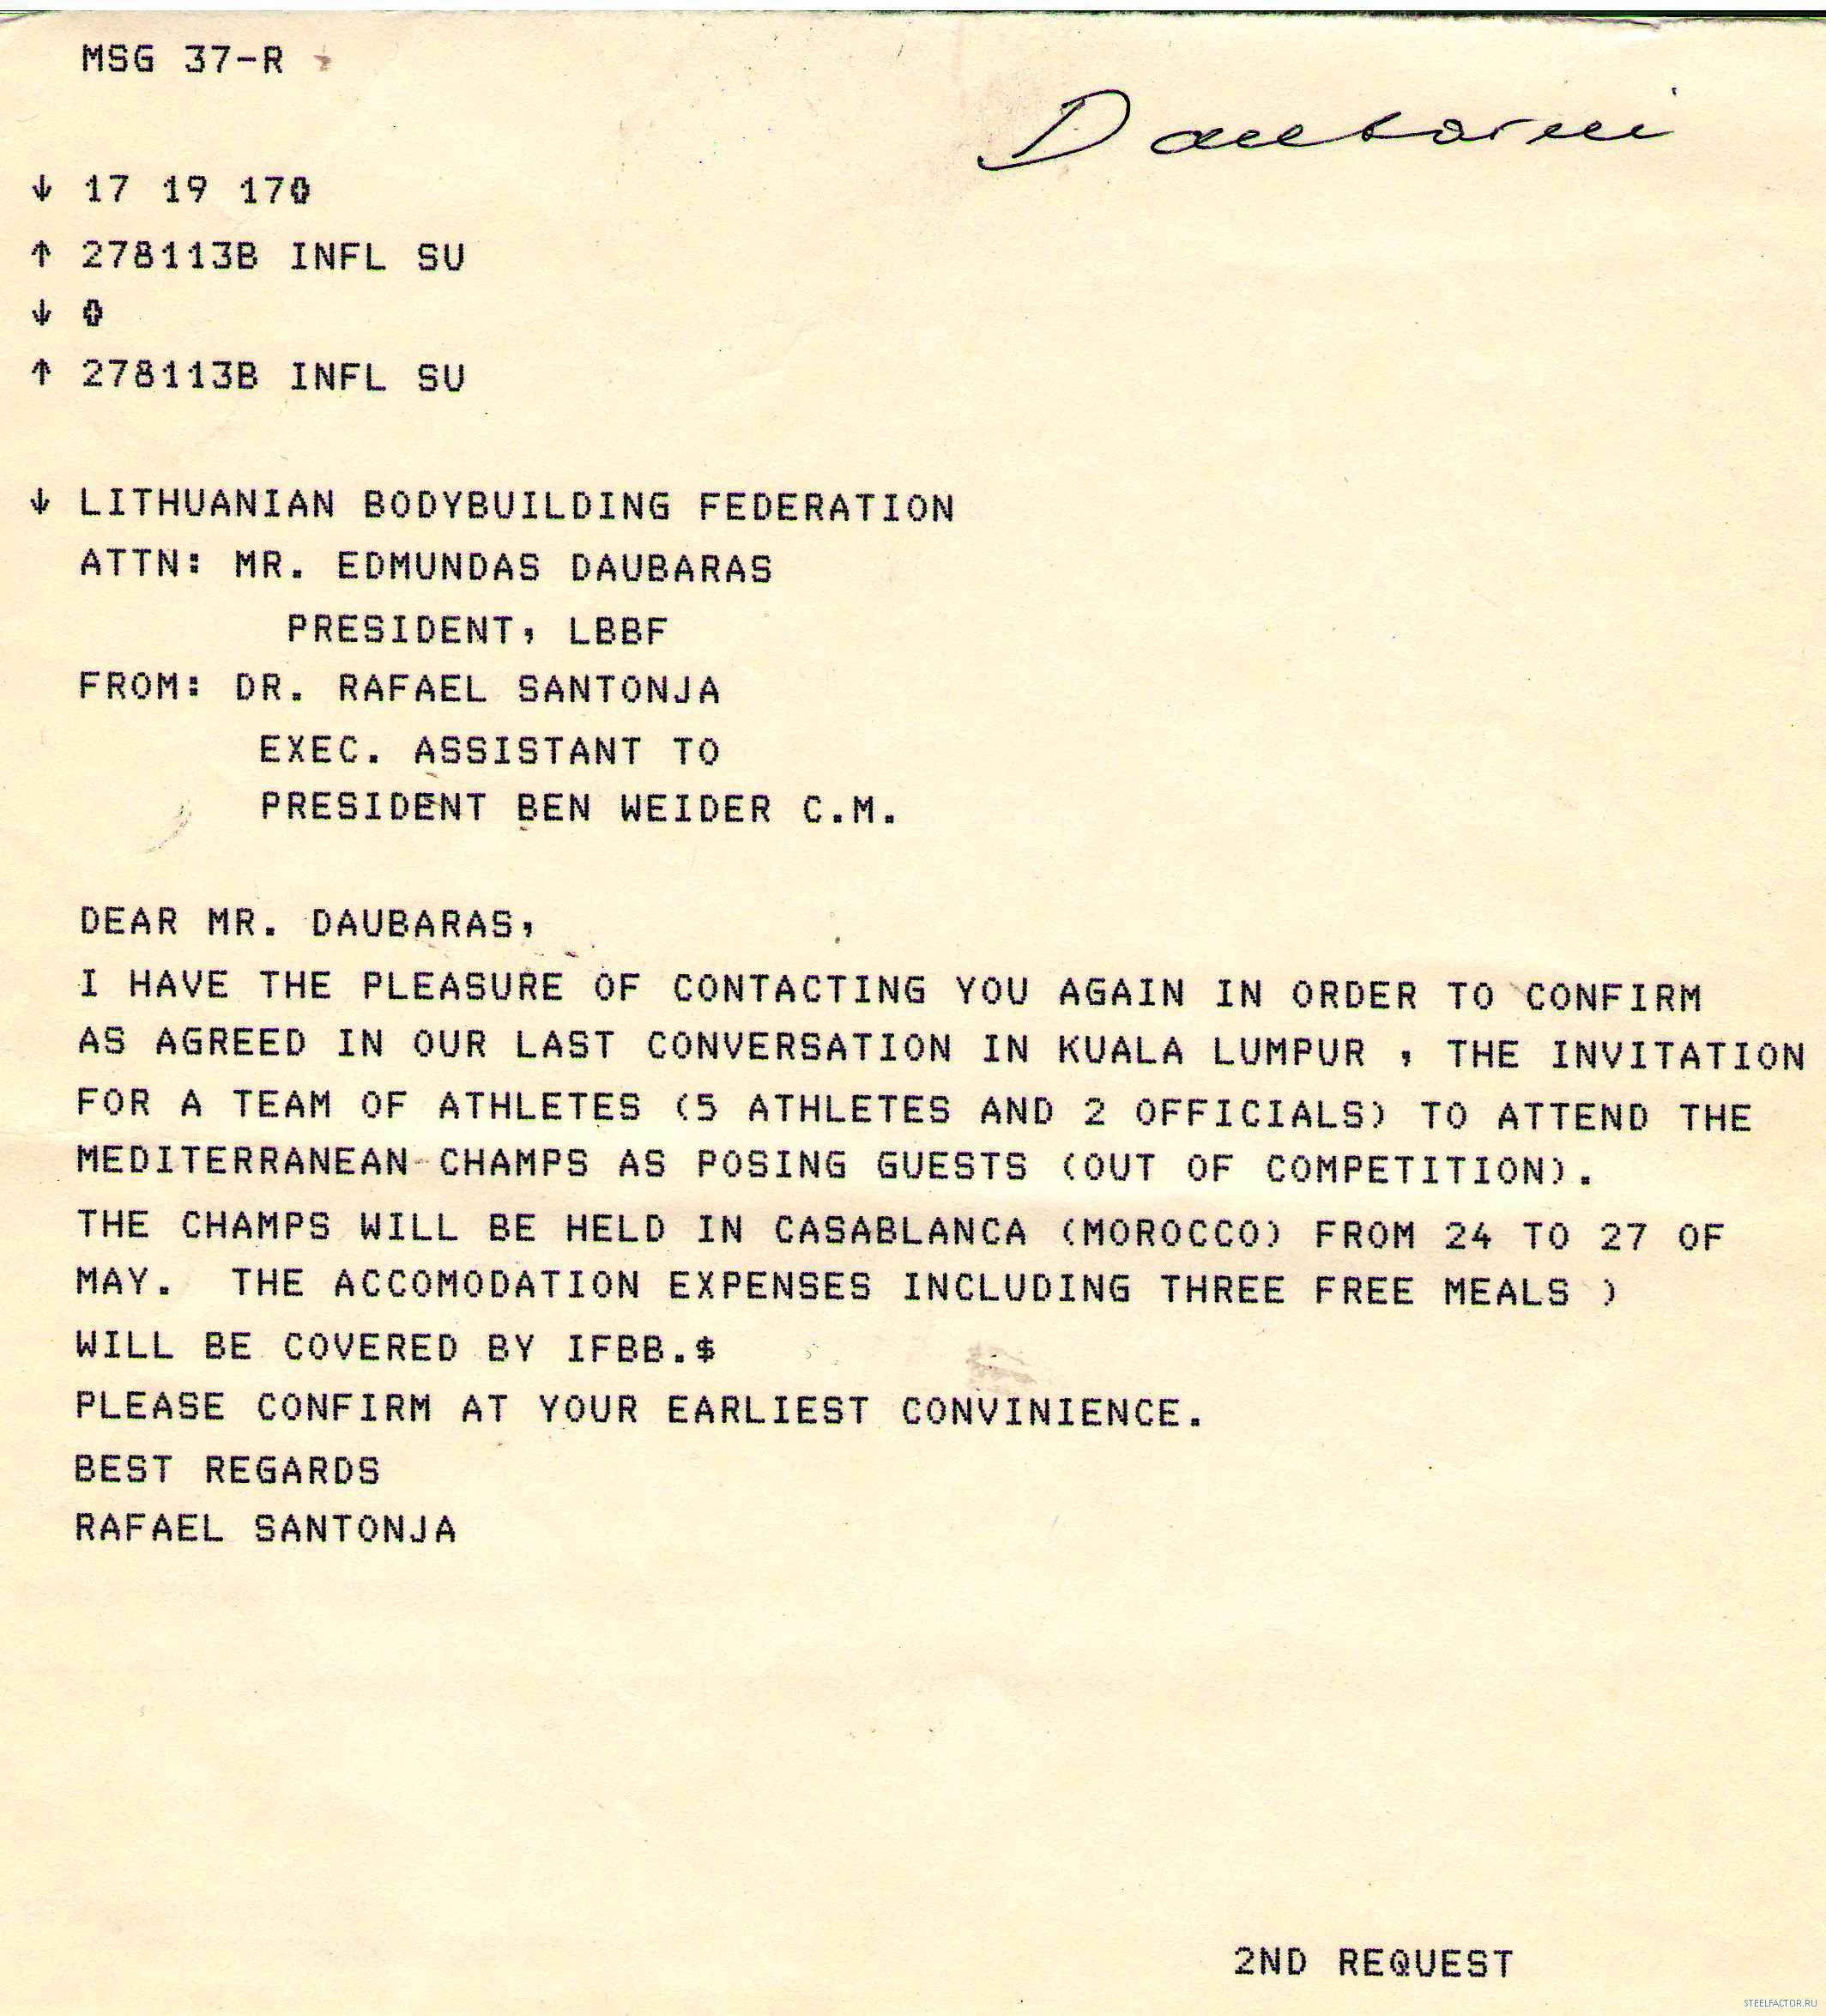 MSG 37-R
Daubarui
↓ 17 19 170
↑ 278113B INFL SU
↓ 0
↑ 278113B INFL SU
↓ LITHUANIAN BODYBUILDING FEDERATION
ATTN: MR. EDMUNDAS DAUBARAS
PRESIDENT, LBBF
FROM: DR. RAFAEL SANTONJA
EXEC. ASSISTANT TO
PRESIDENT BEN WEIDER C.M.
DEAR MR. DAUBARAS,
I HAVE THE PLEASURE OF CONTACTING YOU AGAIN IN ORDER TO CONFIRM
AS AGREED IN OUR LAST CONVERSATION IN KUALA LUMPUR , THE INVITATION
FOR A TEAM OF ATHLETES (5 ATHLETES AND 2 OFFICIALS) TO ATTEND THE
MEDITERRANEAN CHAMPS AS POSING GUESTS (OUT OF COMPETITION).
THE CHAMPS WILL BE HELD IN CASABLANCA (MOROCCO) FROM 24 TO 27 OF
MAY. THE ACCOMODATION EXPENSES INCLUDING THREE FREE MEALS )
WILL BE COVERED BY IFBB.$
PLEASE CONFIRM AT YOUR EARLIEST CONVINIENCE.
BEST REGARDS
RAFAEL SANTONJA
2ND REQUEST
STEELFACTOR.RU